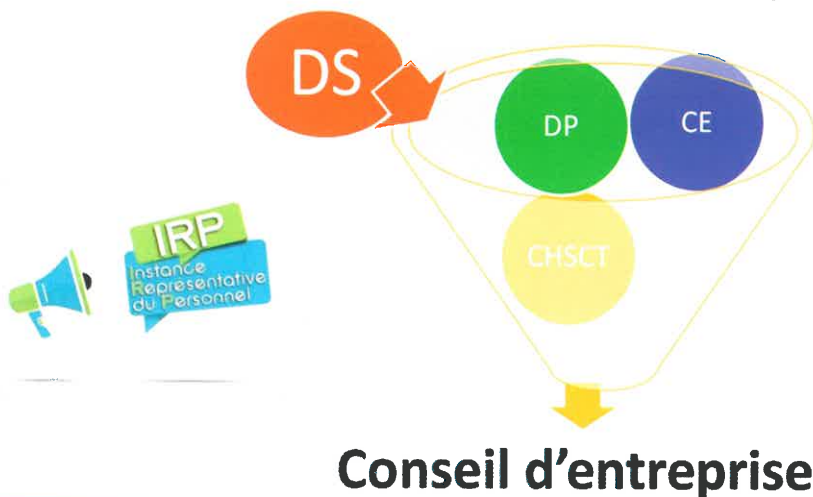 DS
DP
CE
CHSCT
IRP
Instance
Représentative
du Personnel
Conseil d'entreprise